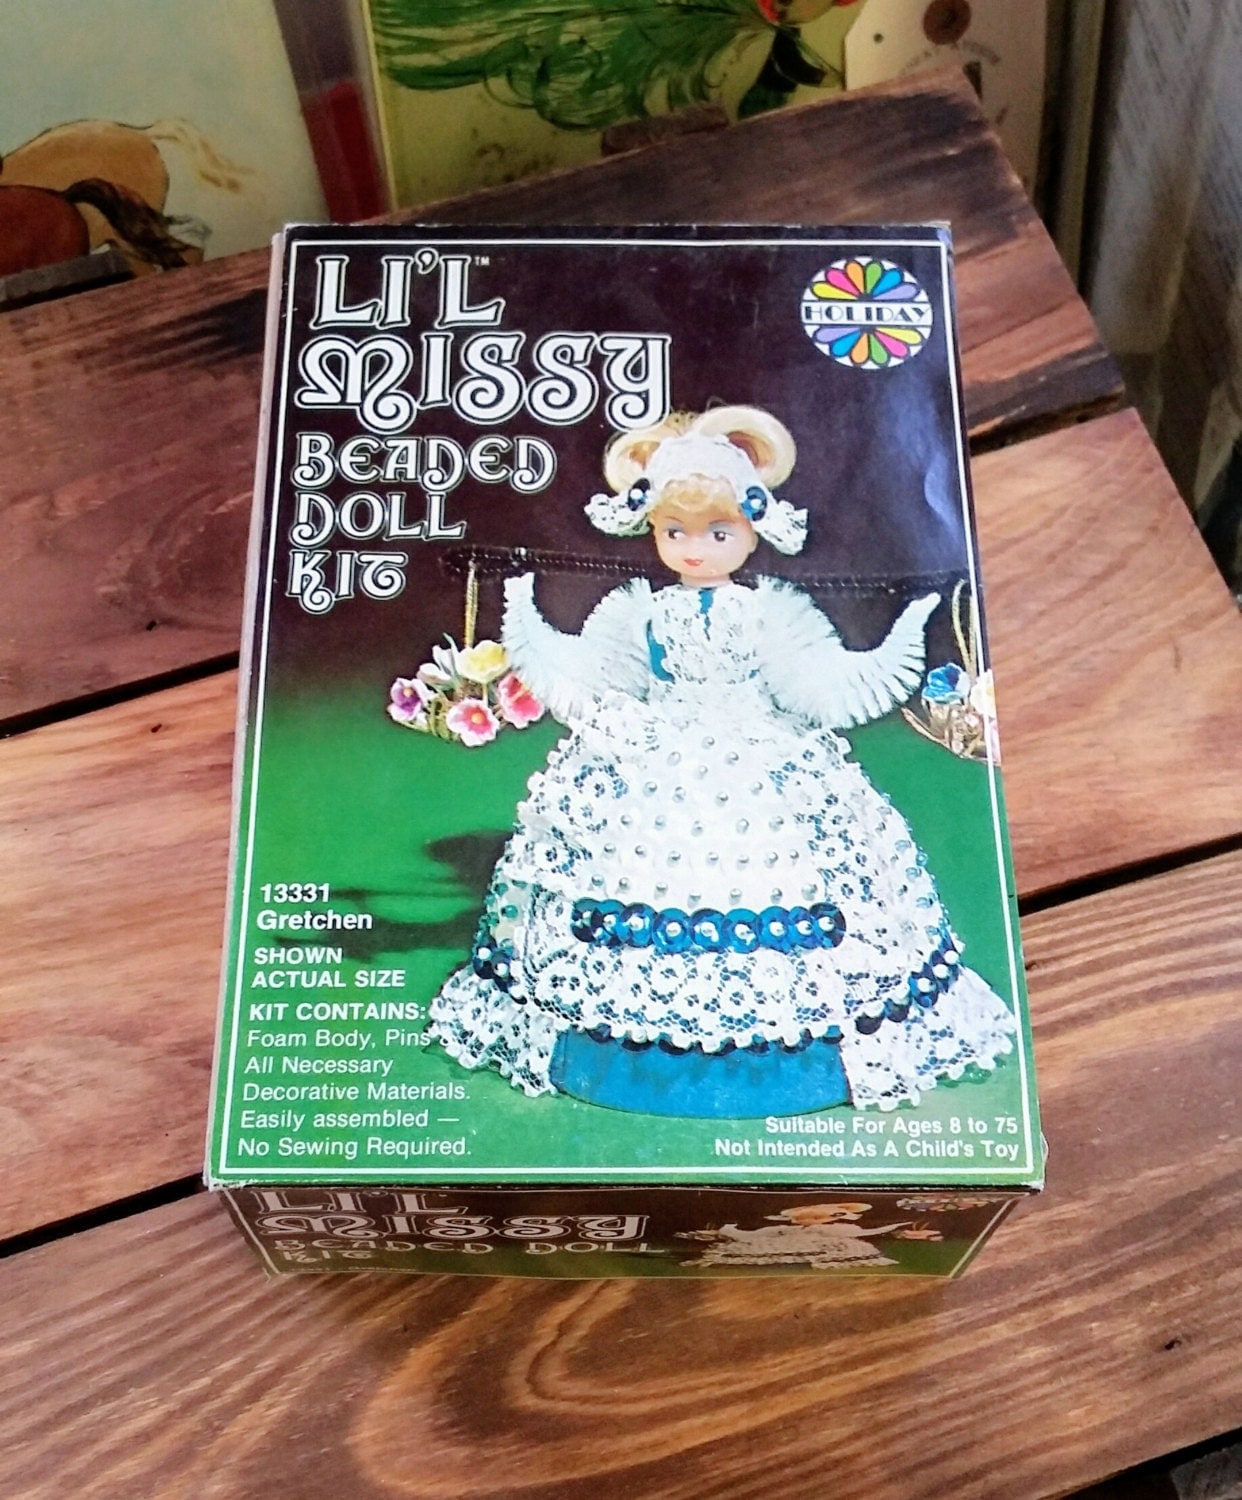 LI'L™
MISSY
BEADED
DOLL
KIT
HOLIDAY
13331
Gretchen
SHOWN
ACTUAL SIZE
KIT CONTAINS:
Foam Body, Pins
All Necessary
Decorative Materials.
Easily assembled —
No Sewing Required.
Suitable For Ages 8 to 75
Not Intended As A Child's Toy
LI'L
MISSY
BEADED DOLL
KIT